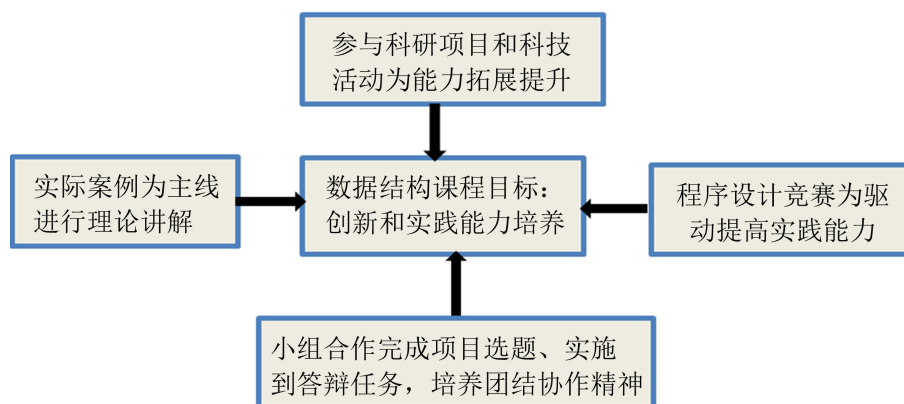 参与科研项目和科技
活动为能力拓展提升
实际案例为主线
进行理论讲解
数据结构课程目标：
创新和实践能力培养
程序设计竞赛为驱
动提高实践能力
小组合作完成项目选题、实施
到答辩任务，培养团结协作精神